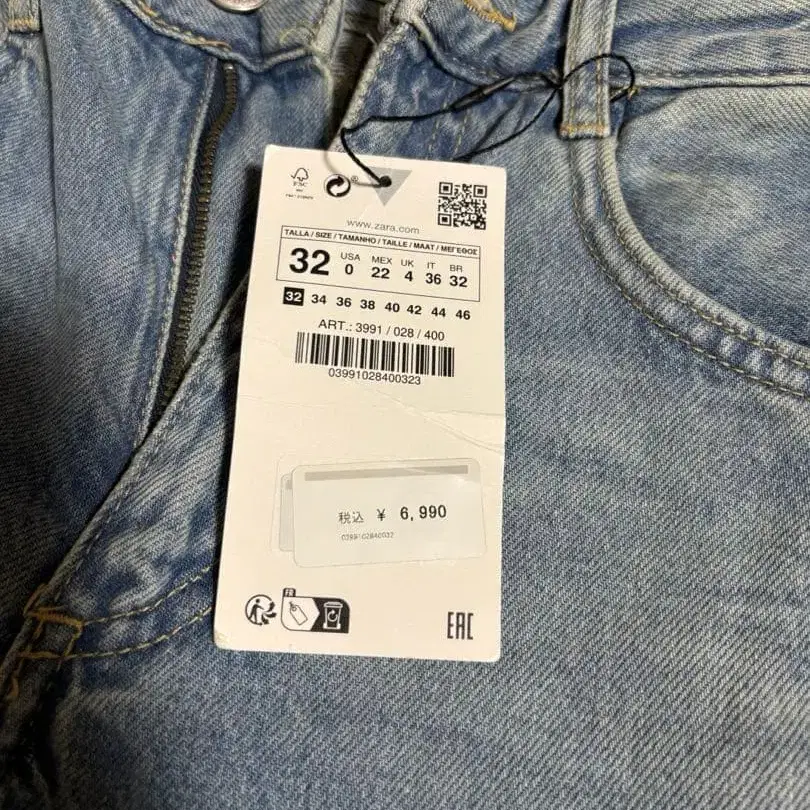 FSC
www.zara.com
TALLA / SIZE / TAMANHO / TAILLE / MAAT / ΜΕΓΕΘΟΣ
32 USA 0 MEX 22 UK 4 IT 36 BR 32
32 34 36 38 40 42 44 46
ART.: 3991 / 028 / 400
03991028400323
税込 ¥ 6,990
FR
EAC